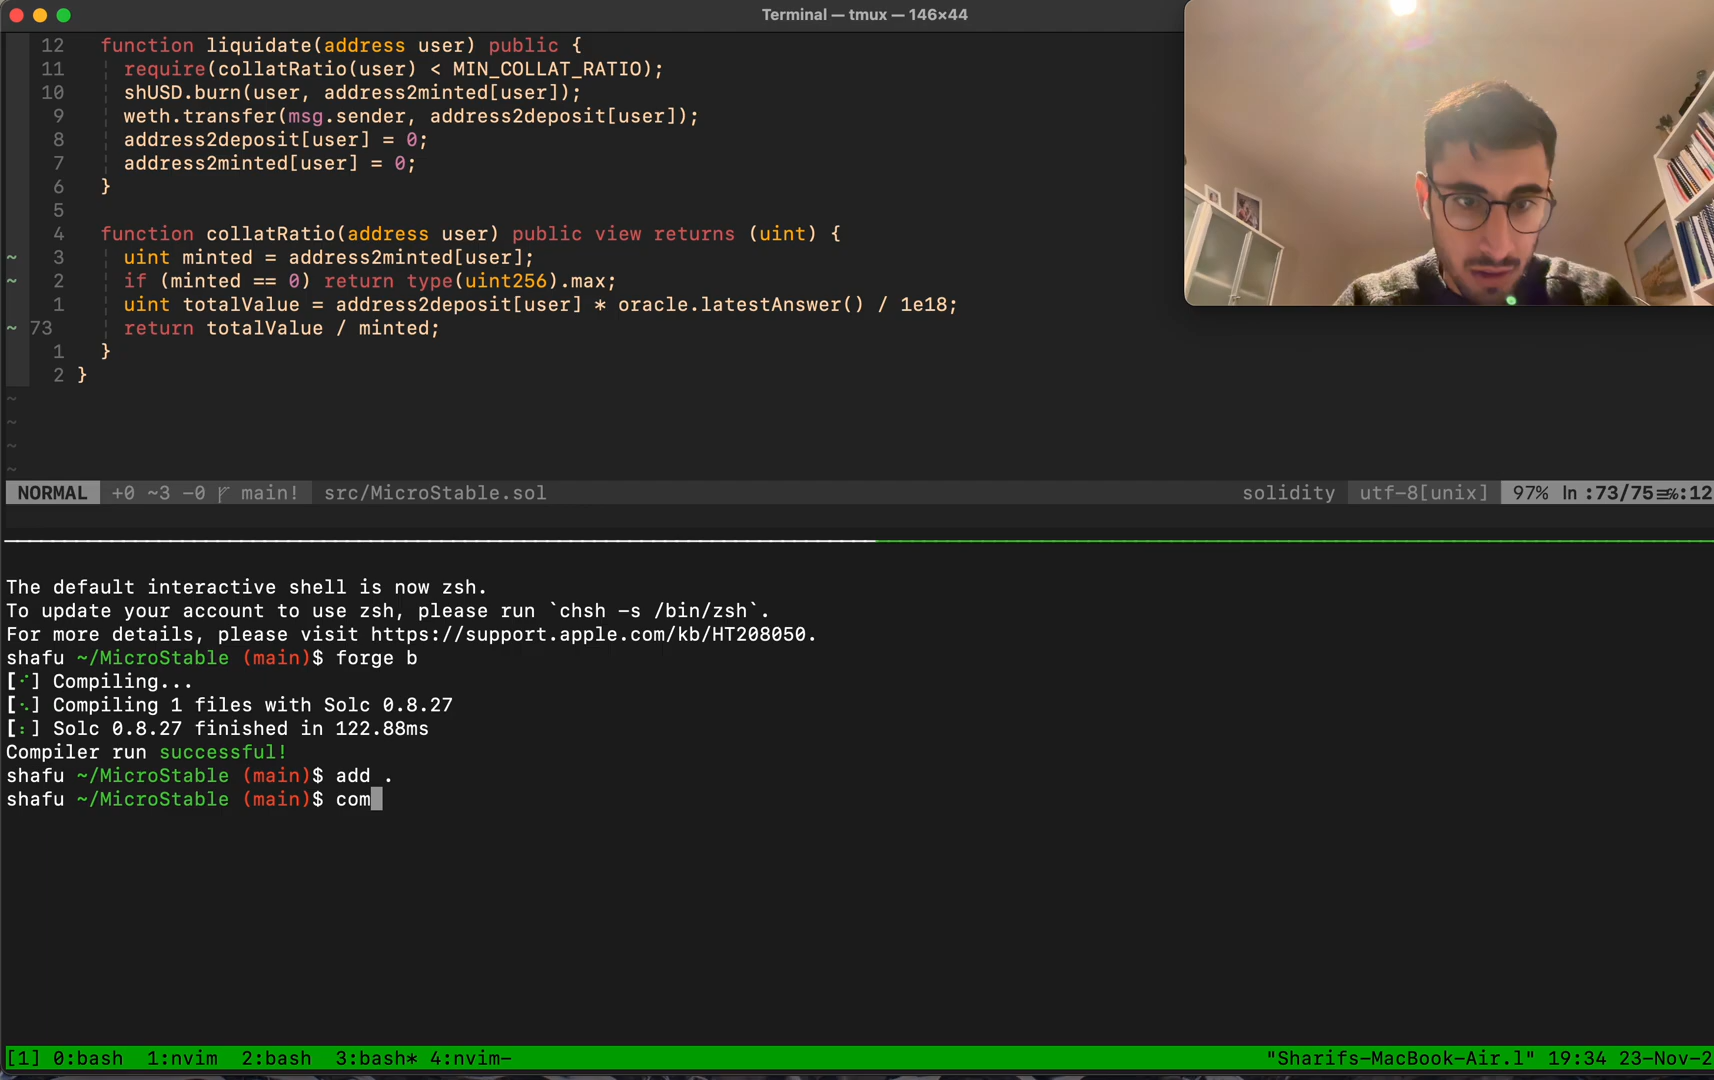 Terminal — tmux — 146×44
12 function liquidate(address user) public {
11 require(collatRatio(user) < MIN_COLLAT_RATIO);
10 shUSD.burn(user, address2minted[user]);
9 weth.transfer(msg.sender, address2deposit[user]);
8 address2deposit[user] = 0;
7 address2minted[user] = 0;
6 }
5
4 function collatRatio(address user) public view returns (uint) {
~ 3 uint minted = address2minted[user];
~ 2 if (minted == 0) return type(uint256).max;
1 uint totalValue = address2deposit[user] * oracle.latestAnswer() / 1e18;
~ 73 return totalValue / minted;
1 }
2 }
~
~
~
~
NORMAL +0 ~3 -0 main! src/MicroStable.sol solidity utf-8[unix] 97% ln :73/75≡%:12
The default interactive shell is now zsh.
To update your account to use zsh, please run `chsh -s /bin/zsh`.
For more details, please visit https://support.apple.com/kb/HT208050.
shafu ~/MicroStable (main)$ forge b
[⠊] Compiling...
[⠢] Compiling 1 files with Solc 0.8.27
[⠆] Solc 0.8.27 finished in 122.88ms
Compiler run successful!
shafu ~/MicroStable (main)$ add .
shafu ~/MicroStable (main)$ com
[1] 0:bash 1:nvim 2:bash 3:bash* 4:nvim- "Sharifs-MacBook-Air.l" 19:34 23-Nov-2